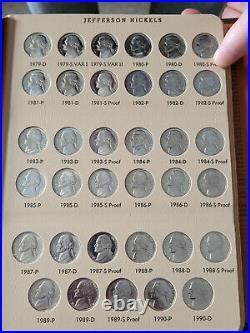 JEFFERSON NICKELS
1979-D 1979-S VAR I 1979-S VAR II 1980-P 1980-D 1980-S Proof
1981-P 1981-D 1981-S Proof 1982-P 1982-D 1982-S Proof
1983-P 1983-D 1983-S Proof 1984-P 1984-D 1984-S Proof
1985-P 1985-D 1985-S Proof 1986-P 1986-D 1986-S Proof
1987-P 1987-D 1987-S Proof 1988-P 1988-D 1988-S Proof
1989-P 1989-D 1989-S Proof 1990-P 1990-D